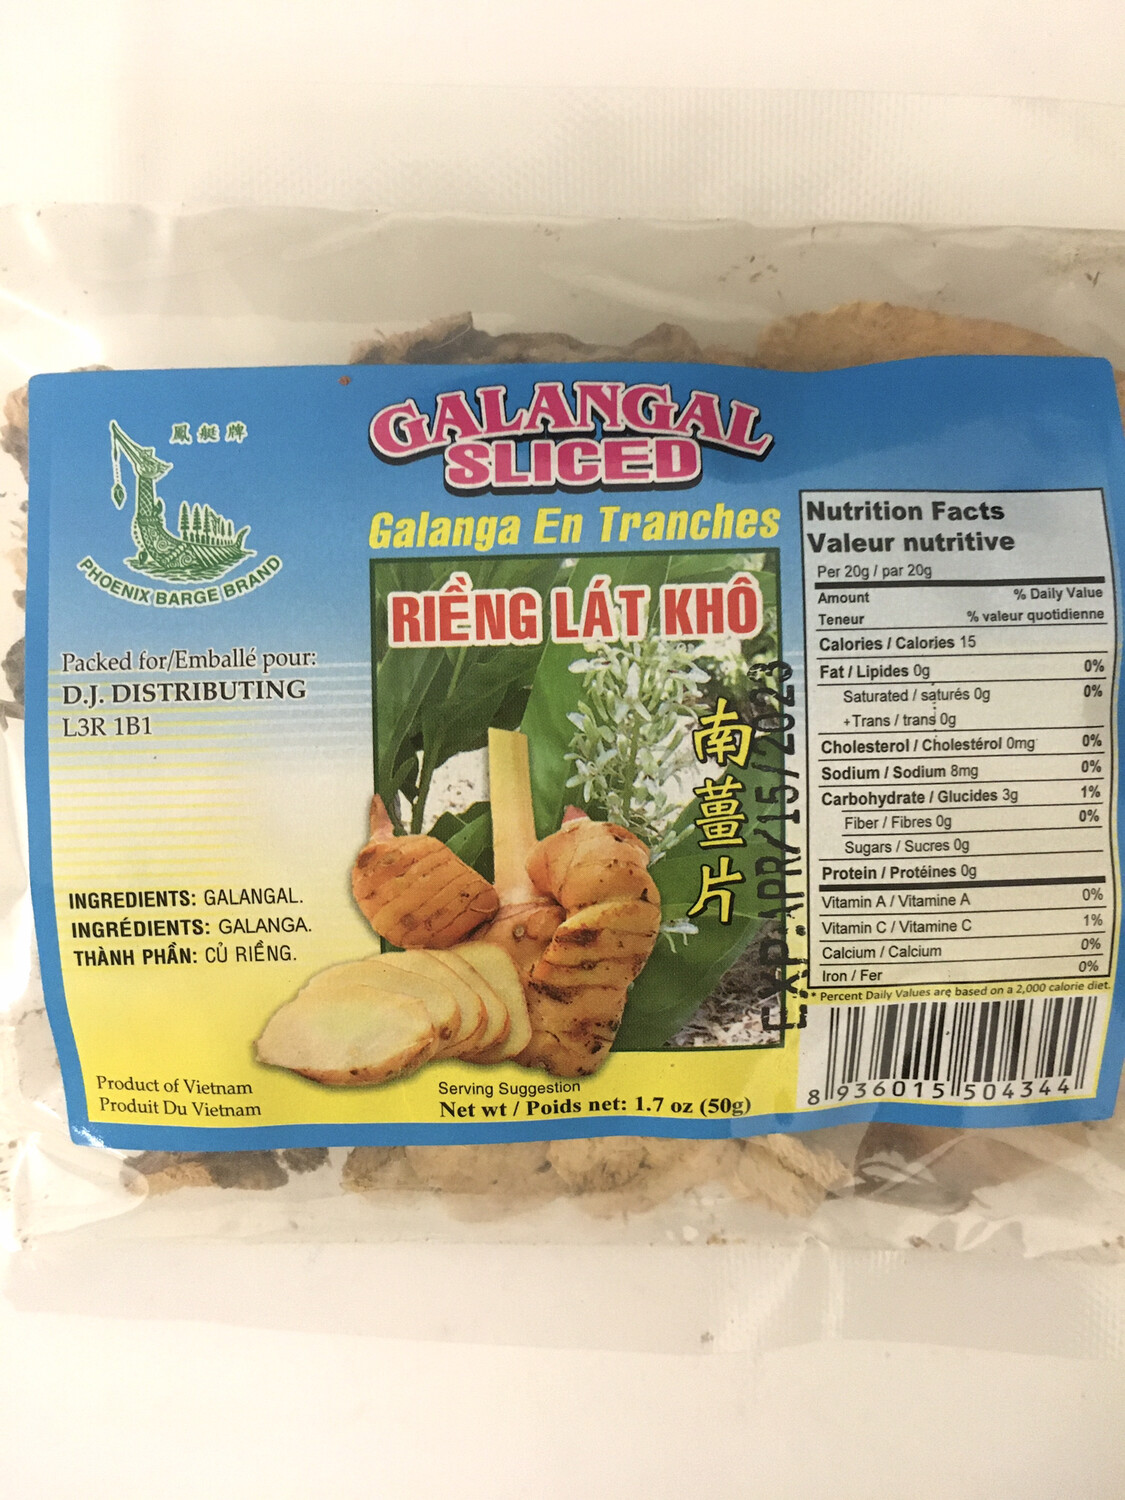 鳳艇牌
PHOENIX BARGE BRAND
GALANGAL
SLICED
Galanga En Tranches
RIỀNG LÁT KHÔ
南薑片
Packed for/Emballé pour:
D.J. DISTRIBUTING
L3R 1B1
INGREDIENTS: GALANGAL.
INGRÉDIENTS: GALANGA.
THÀNH PHẦN: CỦ RIỀNG.
Product of Vietnam
Produit Du Vietnam
Serving Suggestion
Net wt / Poids net: 1.7 oz (50g)
EXP: APR/15/2023
Nutrition Facts
Valeur nutritive
Per 20g / par 20g
Amount % Daily Value
Teneur % valeur quotidienne
Calories / Calories 15
Fat / Lipides 0g 0%
Saturated / saturés 0g 0%
+Trans / trans 0g
Cholesterol / Cholestérol 0mg 0%
Sodium / Sodium 8mg 0%
Carbohydrate / Glucides 3g 1%
Fiber / Fibres 0g 0%
Sugars / Sucres 0g
Protein / Protéines 0g
Vitamin A / Vitamine A 0%
Vitamin C / Vitamine C 1%
Calcium / Calcium 0%
Iron / Fer 0%
* Percent Daily Values are based on a 2,000 calorie diet.
8 936015 504344